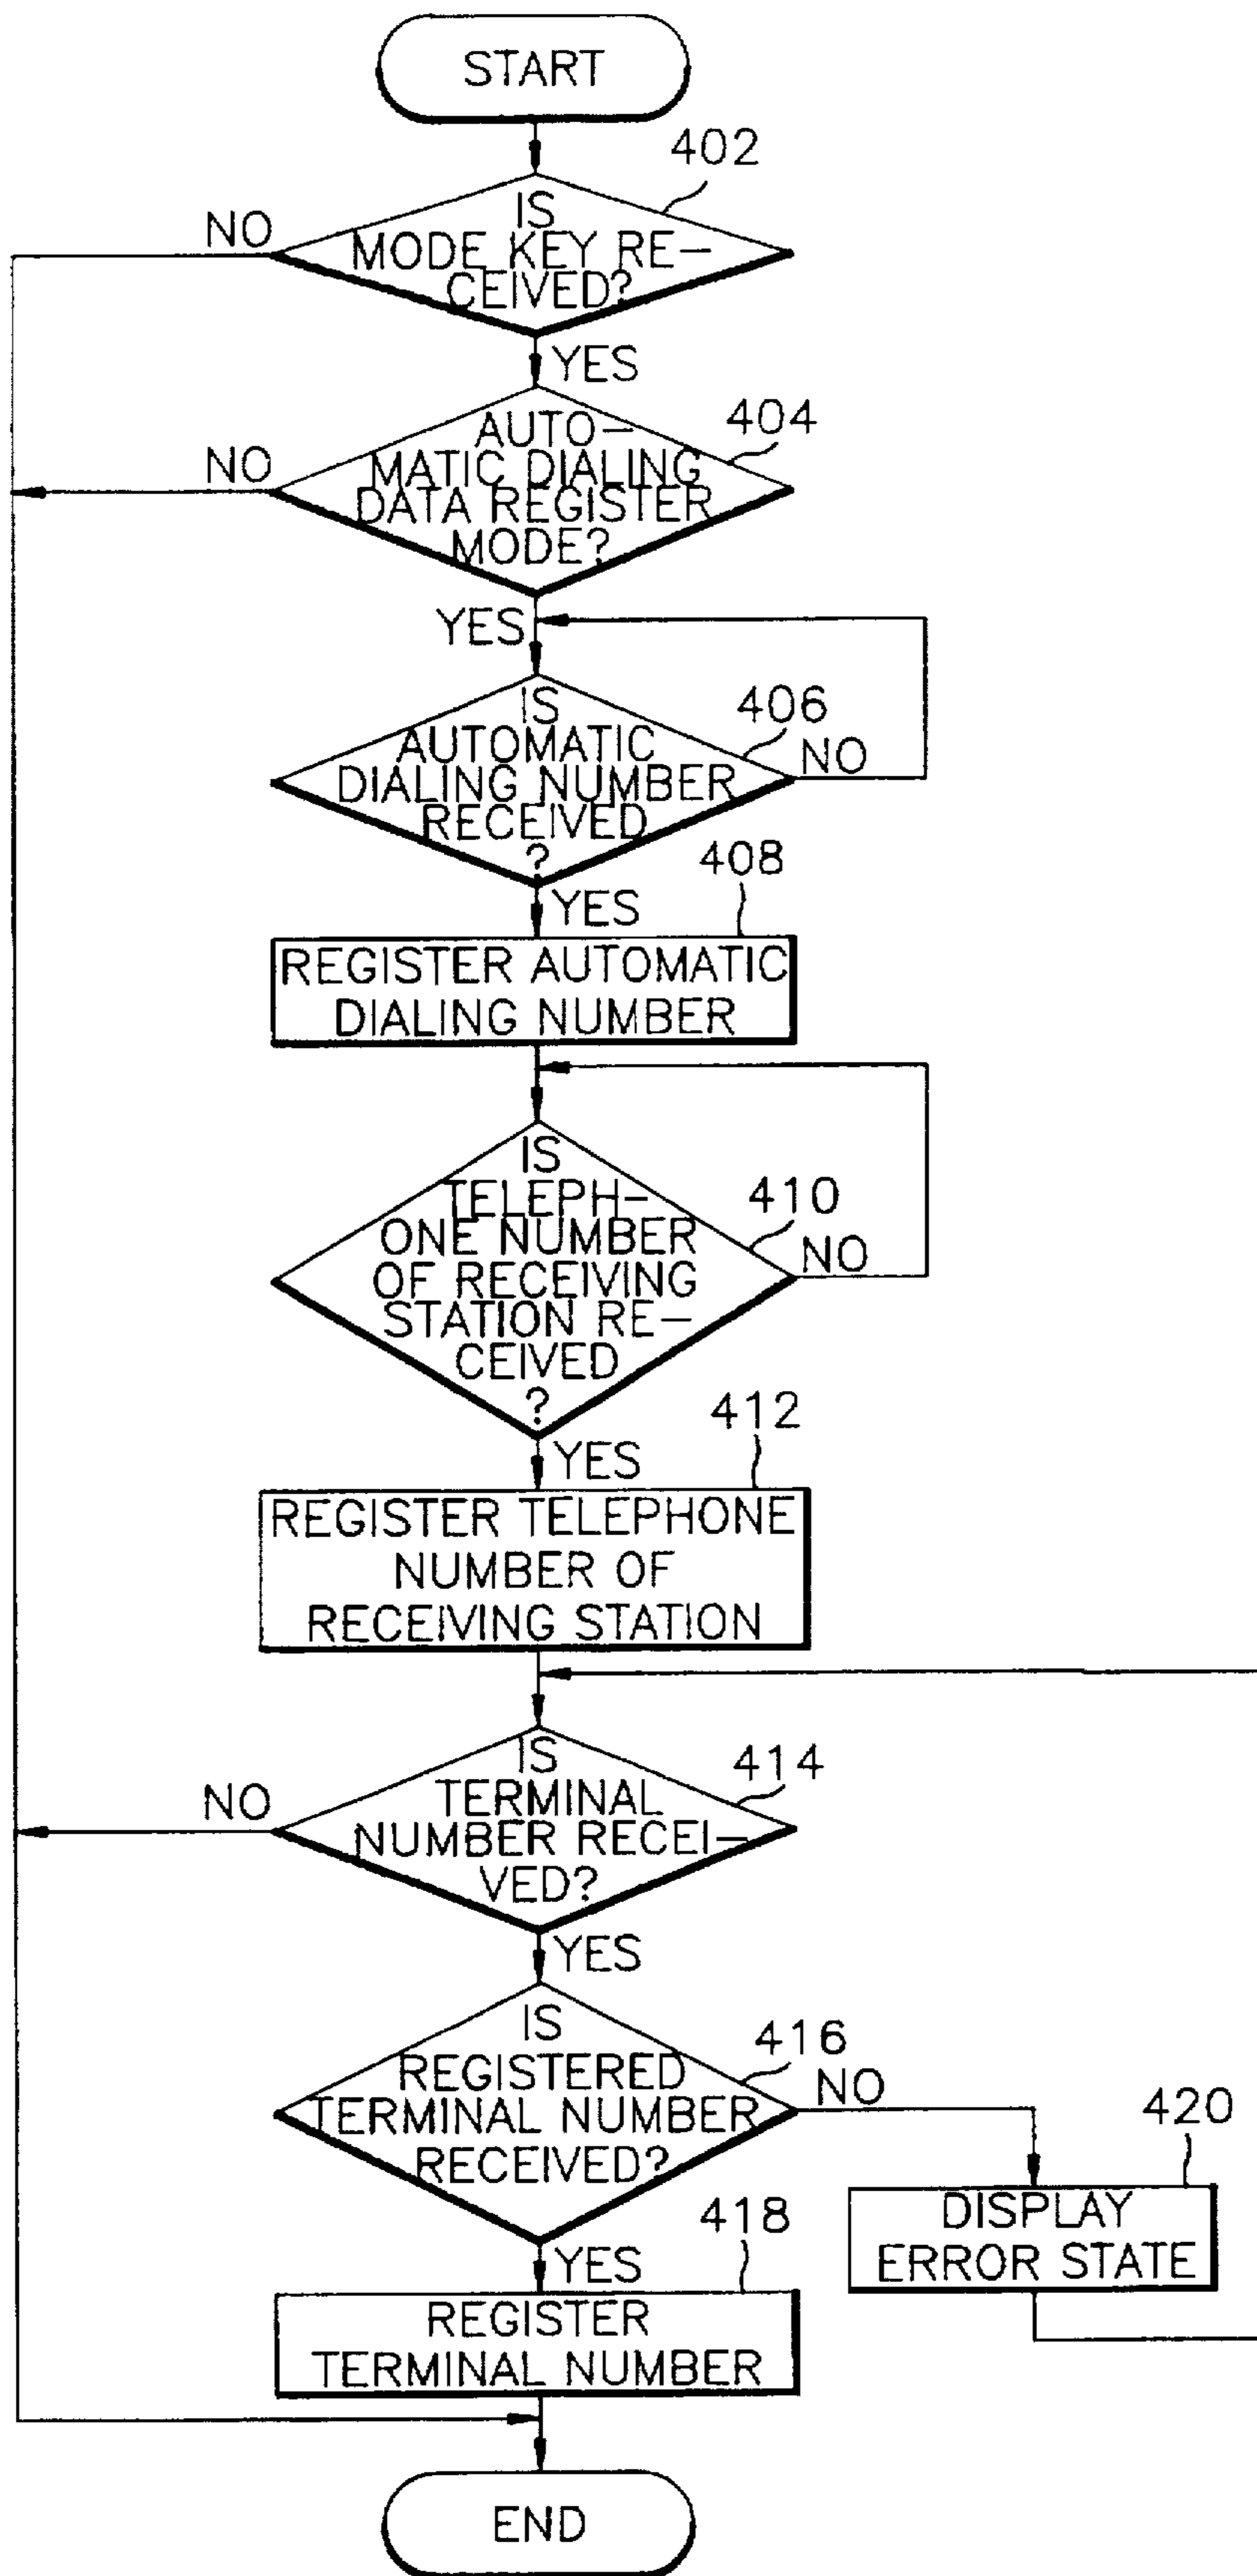 START
402
IS
NO
MODE KEY RE-
CEIVED?
YES
404
AUTO-
NO
MATIC DIALING
DATA REGISTER
MODE?
YES
406
IS
AUTOMATIC
NO
DIALING NUMBER
RECEIVED
?
408
YES
REGISTER AUTOMATIC
DIALING NUMBER
IS
410
TELEPH-
ONE NUMBER
NO
OF RECEIVING
STATION RE-
CEIVED
?
412
YES
REGISTER TELEPHONE
NUMBER OF
RECEIVING STATION
IS
414
NO
TERMINAL
NUMBER RECEI-
VED?
YES
IS
416
REGISTERED
NO
TERMINAL NUMBER
RECEIVED?
420
DISPLAY
ERROR STATE
418
YES
REGISTER
TERMINAL NUMBER
END